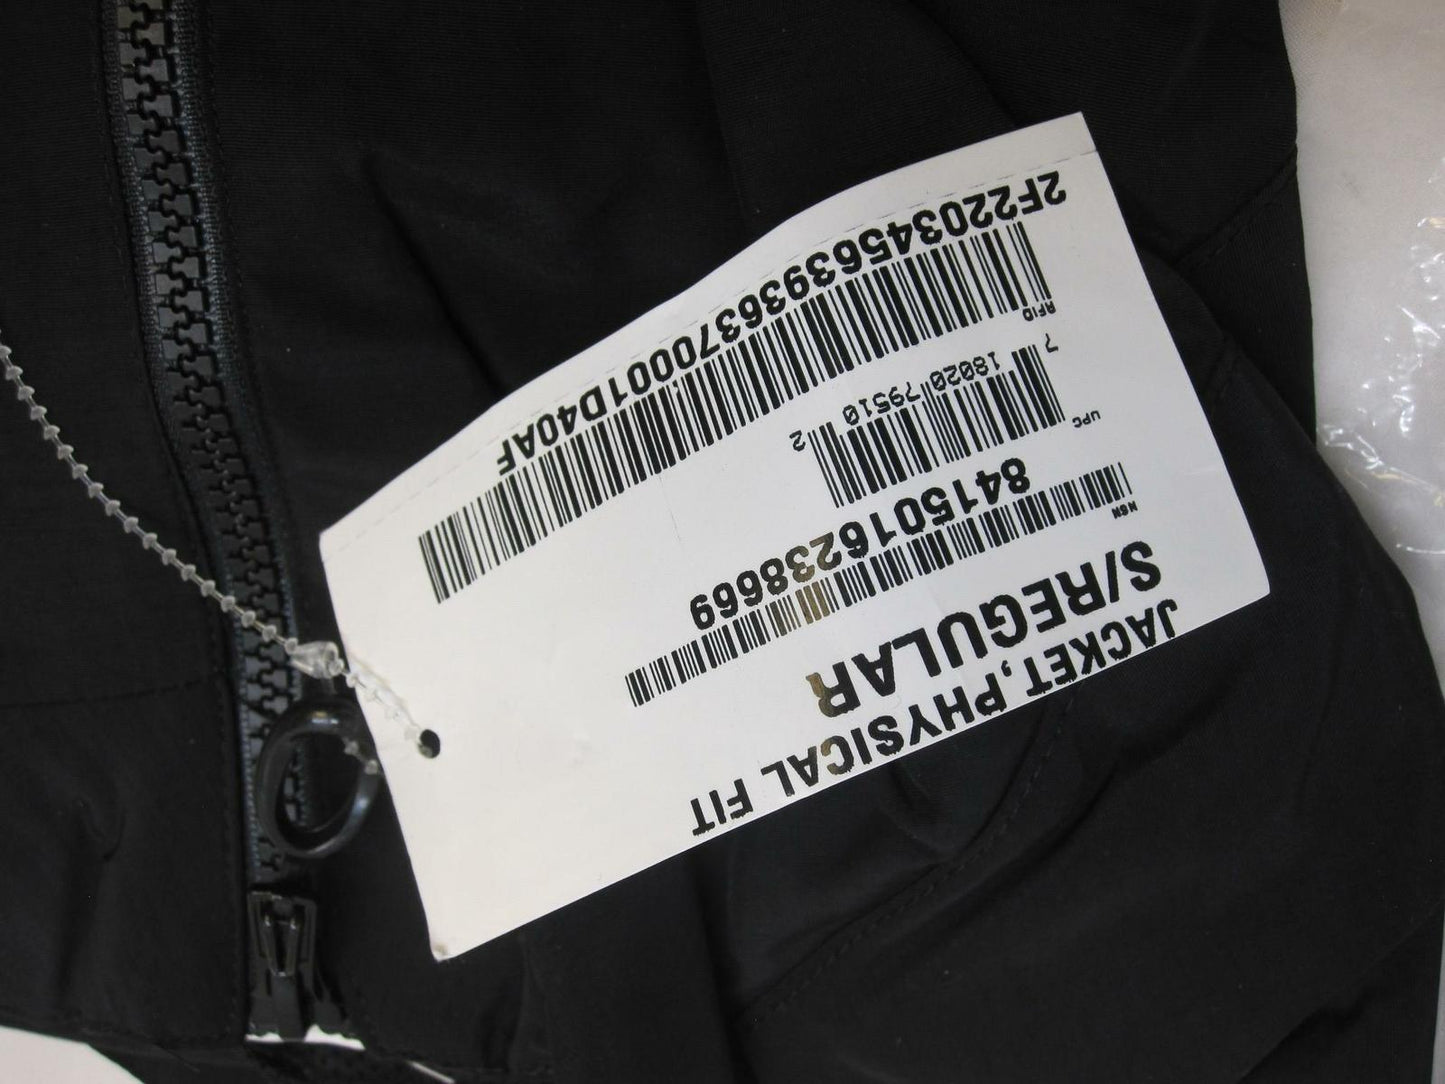 JACKET,PHYSICAL FIT
S/REGULAR
NSN
8415016238669
UPC
7 18020 79510 2
RFID
2F22034563936370001D40AF